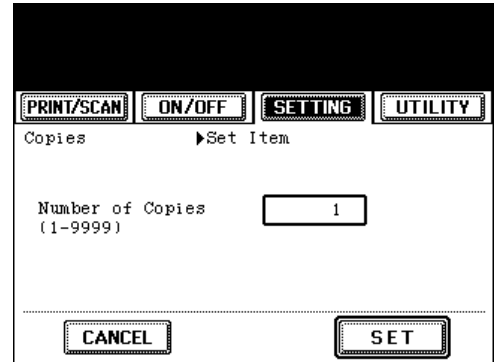 PRINT/SCAN ON/OFF SETTING UTILITY
Copies ▶Set Item
Number of Copies 1
(1-9999)
CANCEL SET